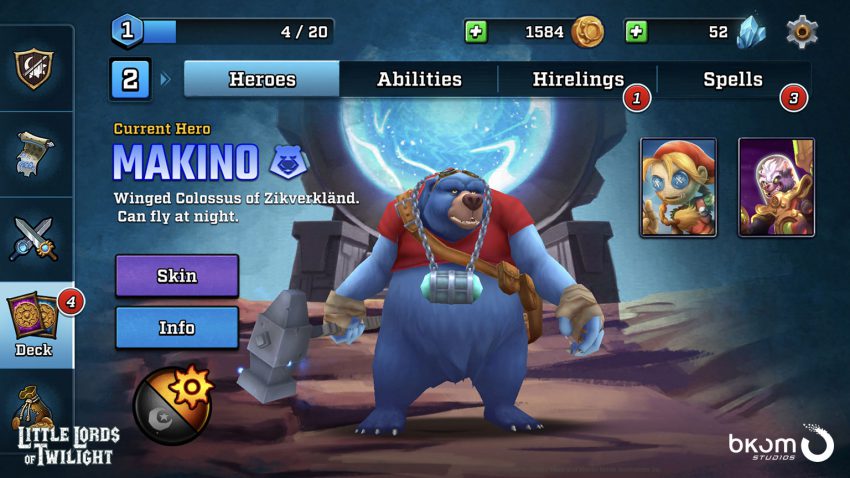 1
4 / 20
1584
52
2
Heroes
Abilities
Hirelings
1
Spells
3
Current Hero
MAKINO
Winged Colossus of Zikverkländ.
Can fly at night.
Skin
Info
4
Deck
LITTLE LORDS
OF TWILIGHT
bkom
STUDIOS